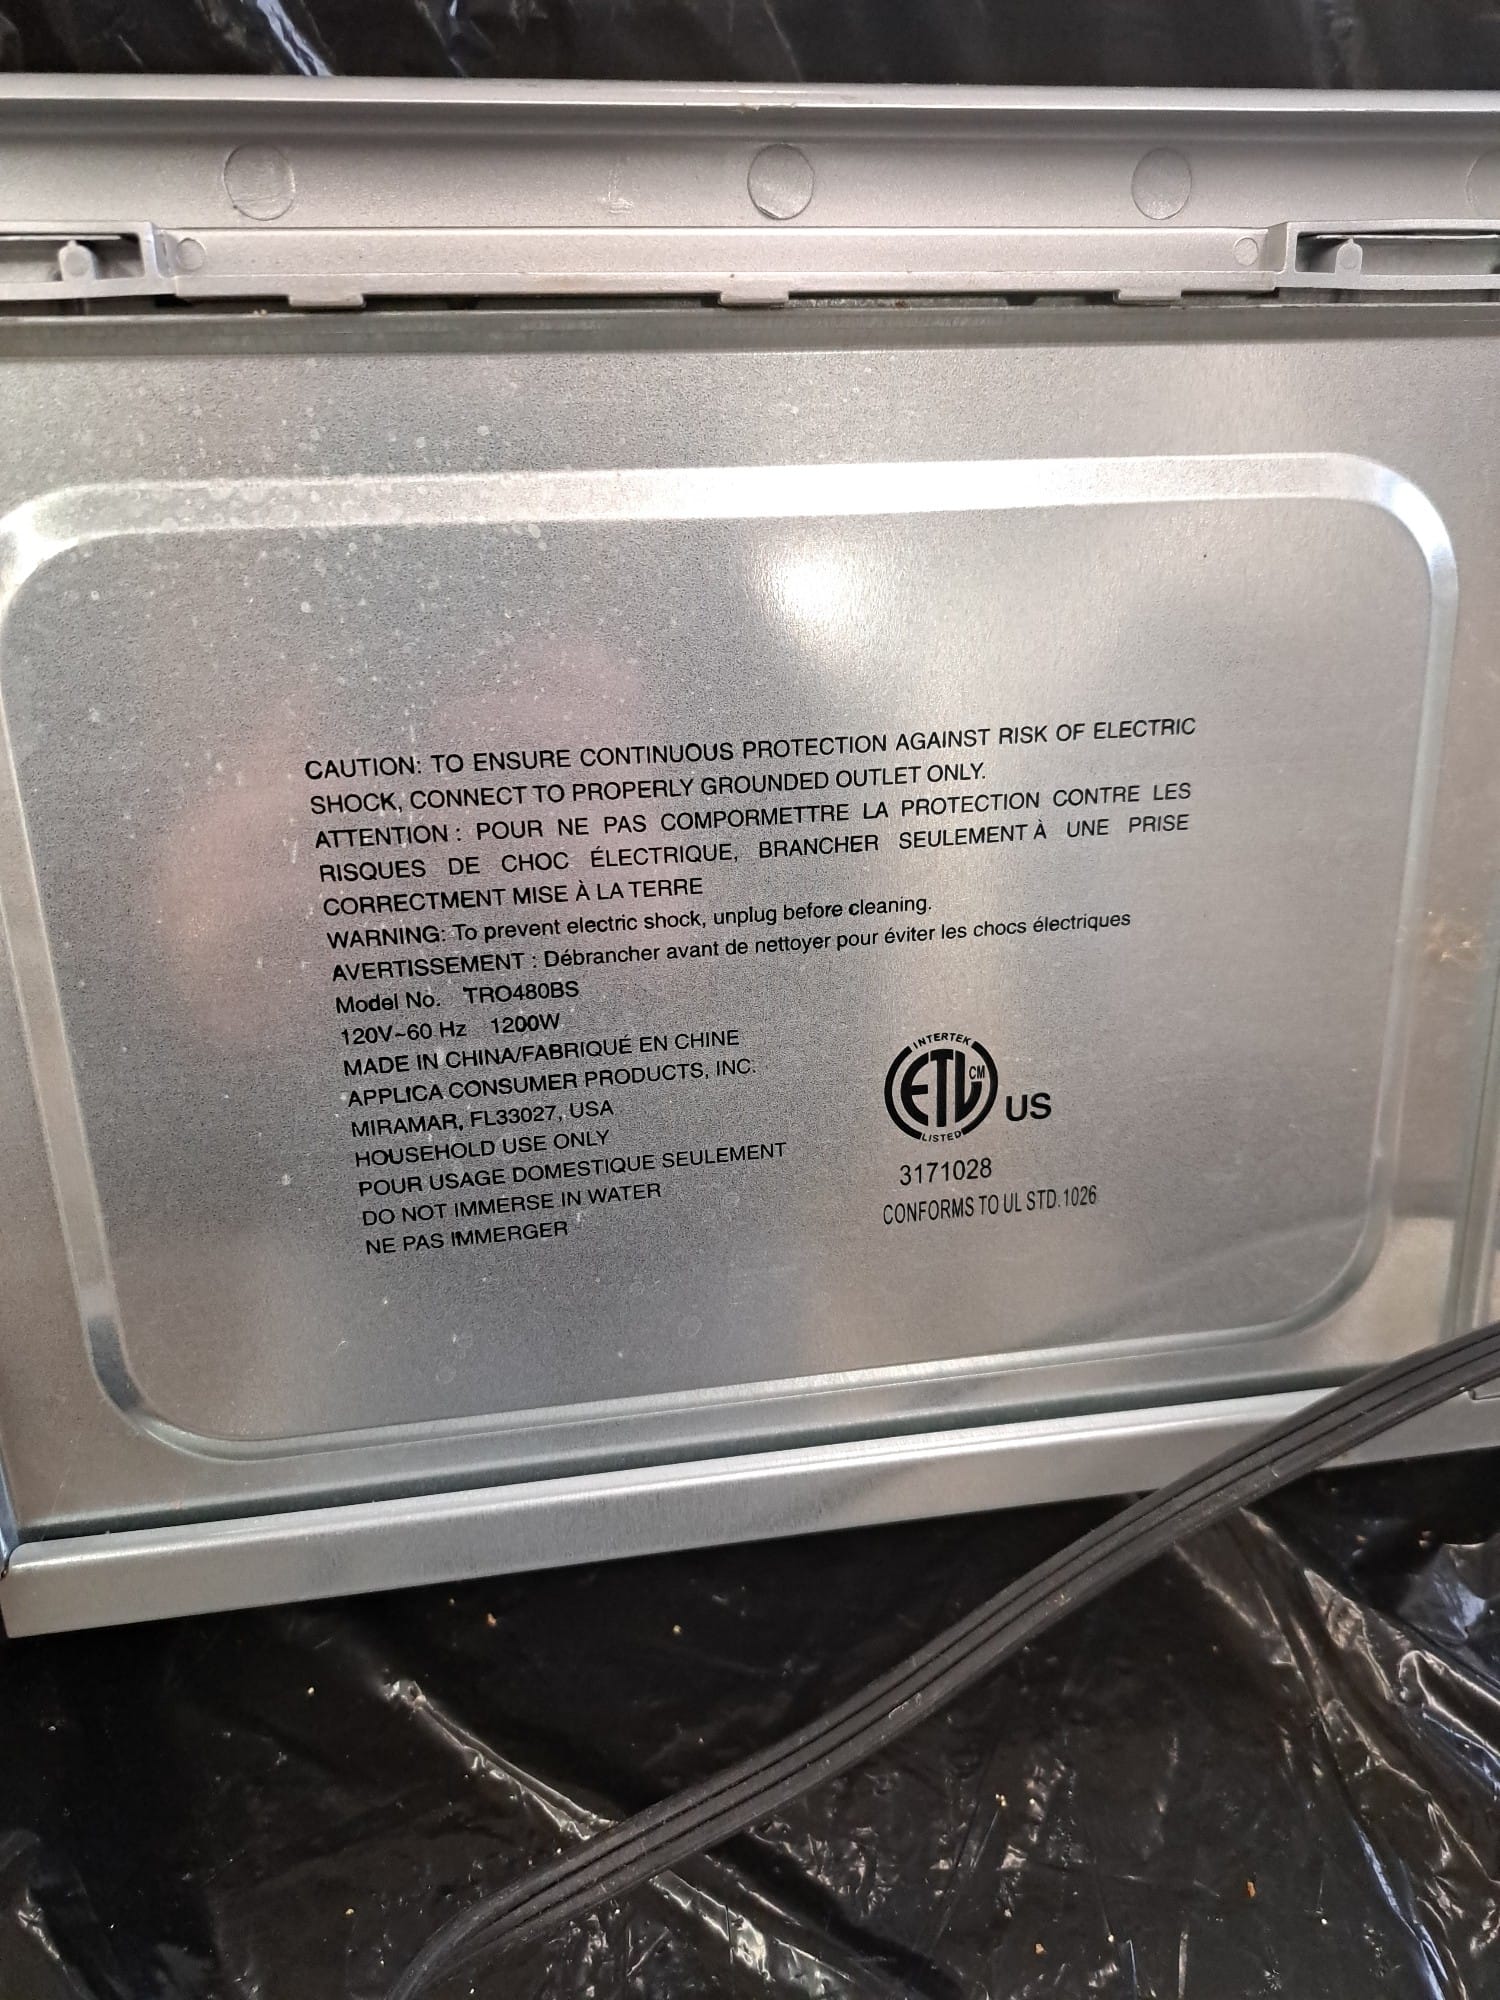 CAUTION: TO ENSURE CONTINUOUS PROTECTION AGAINST RISK OF ELECTRIC
SHOCK, CONNECT TO PROPERLY GROUNDED OUTLET ONLY.
ATTENTION : POUR NE PAS COMPORMETTRE LA PROTECTION CONTRE LES
RISQUES DE CHOC ÉLECTRIQUE, BRANCHER SEULEMENT À UNE PRISE
CORRECTMENT MISE À LA TERRE
WARNING: To prevent electric shock, unplug before cleaning.
AVERTISSEMENT : Débrancher avant de nettoyer pour éviter les chocs électriques
Model No. TRO480BS
120V~60 Hz 1200W
MADE IN CHINA/FABRIQUÉ EN CHINE
APPLICA CONSUMER PRODUCTS, INC.
MIRAMAR, FL33027, USA
HOUSEHOLD USE ONLY
POUR USAGE DOMESTIQUE SEULEMENT
DO NOT IMMERSE IN WATER
NE PAS IMMERGER
INTERTEK
ETL CM
LISTED
US
3171028
CONFORMS TO UL STD.1026